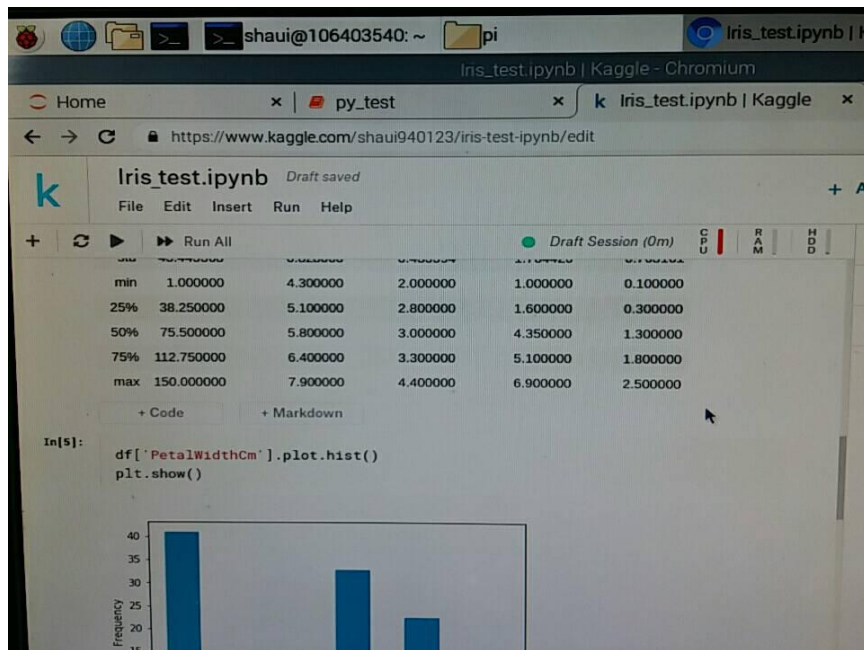 shaui@106403540: ~
pi
Iris_test.ipynb |
Iris_test.ipynb | Kaggle - Chromium
Home × py_test × k Iris_test.ipynb | Kaggle ×
https://www.kaggle.com/shaui940123/iris-test-ipynb/edit
k
Iris_test.ipynb Draft saved
+ A
File Edit Insert Run Help
+ Run All Draft Session (0m) CPU RAM HDD
min 1.000000 4.300000 2.000000 1.000000 0.100000
25% 38.250000 5.100000 2.800000 1.600000 0.300000
50% 75.500000 5.800000 3.000000 4.350000 1.300000
75% 112.750000 6.400000 3.300000 5.100000 1.800000
max 150.000000 7.900000 4.400000 6.900000 2.500000
+ Code + Markdown
In[5]:
df['PetalWidthCm'].plot.hist()
plt.show()
40
35
30
25
20
Frequency